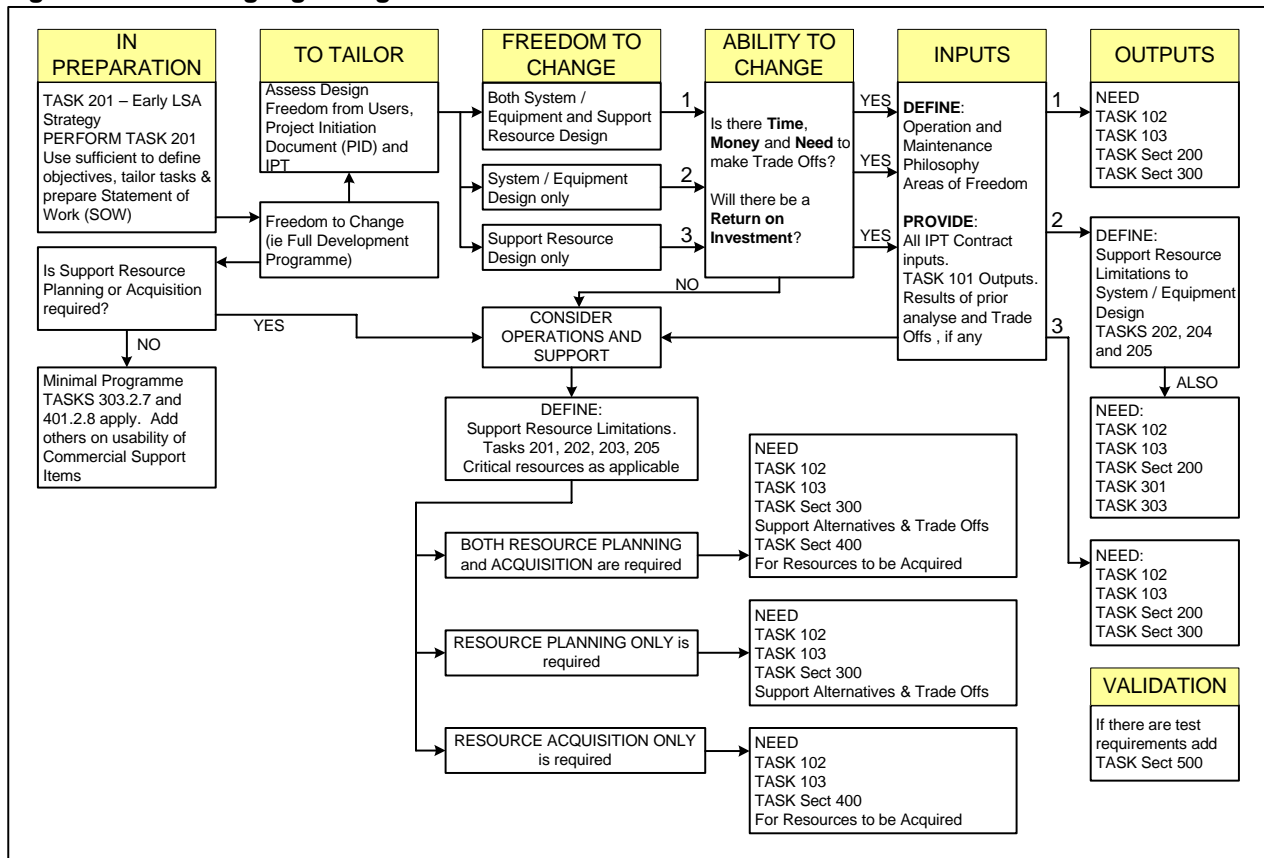 IN
PREPARATION
TASK 201 – Early LSA
Strategy
PERFORM TASK 201
Use sufficient to define
objectives, tailor tasks &
prepare Statement of
Work (SOW)
Is Support Resource
Planning or Acquisition
required?
NO
YES
Minimal Programme
TASKS 303.2.7 and
401.2.8 apply. Add
others on usability of
Commercial Support
Items
TO TAILOR
Assess Design
Freedom from Users,
Project Initiation
Document (PID) and
IPT
Freedom to Change
(ie Full Development
Programme)
FREEDOM TO
CHANGE
Both System /
Equipment and Support
Resource Design
1
System / Equipment
Design only
2
Support Resource
Design only
3
ABILITY TO
CHANGE
Is there Time,
Money and Need to
make Trade Offs?
Will there be a
Return on
Investment?
YES
YES
YES
NO
CONSIDER
OPERATIONS AND
SUPPORT
DEFINE:
Support Resource Limitations.
Tasks 201, 202, 203, 205
Critical resources as applicable
BOTH RESOURCE PLANNING
and ACQUISITION are required
RESOURCE PLANNING ONLY is
required
RESOURCE ACQUISITION ONLY
is required
NEED
TASK 102
TASK 103
TASK Sect 300
Support Alternatives & Trade Offs
TASK Sect 400
For Resources to be Acquired
NEED
TASK 102
TASK 103
TASK Sect 300
Support Alternatives & Trade Offs
NEED
TASK 102
TASK 103
TASK Sect 400
For Resources to be Acquired
INPUTS
DEFINE:
Operation and
Maintenance
Philosophy
Areas of Freedom
PROVIDE:
All IPT Contract
inputs.
TASK 101 Outputs.
Results of prior
analyse and Trade
Offs , if any
1
2
3
OUTPUTS
NEED
TASK 102
TASK 103
TASK Sect 200
TASK Sect 300
DEFINE:
Support Resource
Limitations to
System / Equipment
Design
TASKS 202, 204
and 205
ALSO
NEED:
TASK 102
TASK 103
TASK Sect 200
TASK 301
TASK 303
NEED:
TASK 102
TASK 103
TASK Sect 200
TASK Sect 300
VALIDATION
If there are test
requirements add
TASK Sect 500